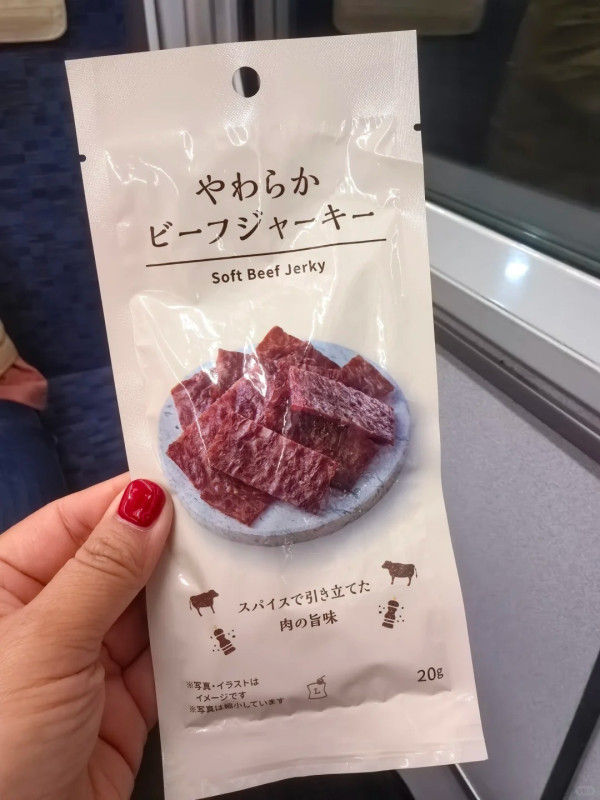 やわらか
ビーフジャーキー
Soft Beef Jerky
スパイスで引き立てた
肉の旨味
※写真・イラストは
イメージです
※写真は縮小しています
L
20g